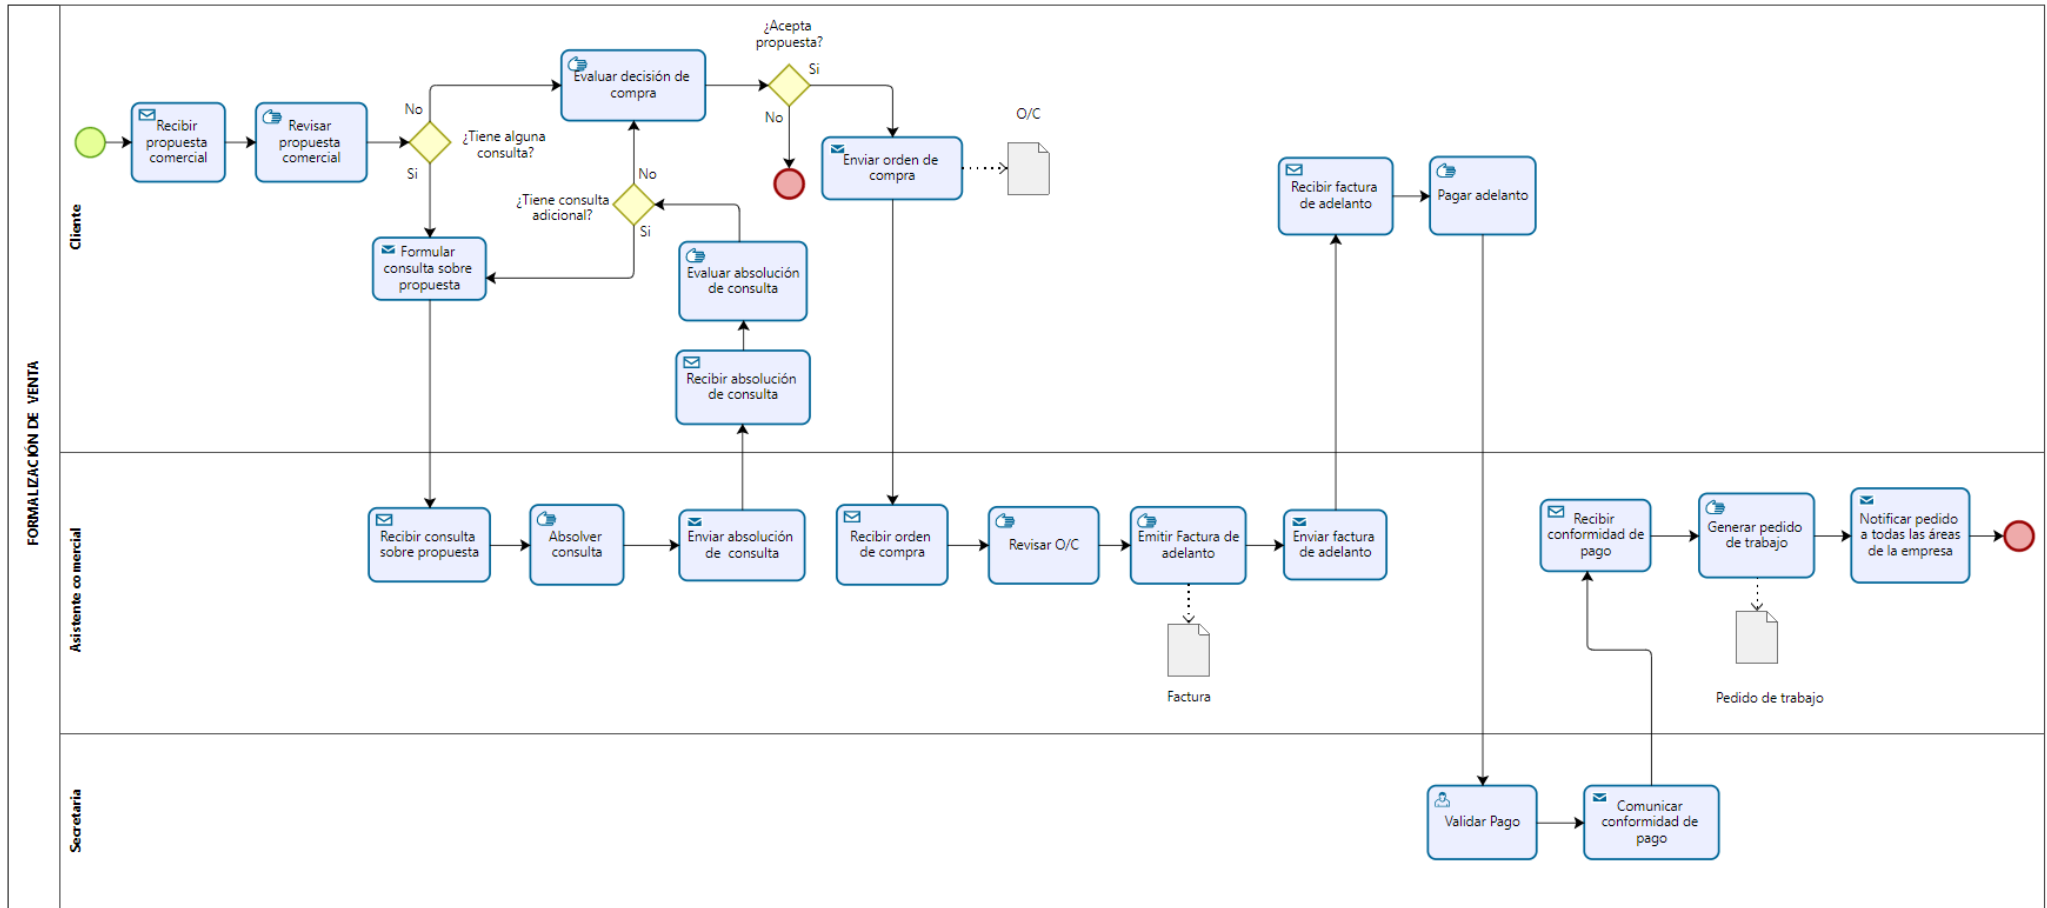 FORMALIZACIÓN DE VENTA
Cliente
Recibir
propuesta
comercial
Revisar
propuesta
comercial
No
¿Tiene alguna
consulta?
Si
Formular
consulta sobre
propuesta
Evaluar decisión de
compra
¿Acepta
propuesta?
Si
No
No
¿Tiene consulta
adicional?
Si
Evaluar absolución
de consulta
Recibir absolución
de consulta
Enviar orden de
compra
O/C
Recibir factura
de adelanto
Pagar adelanto
Asistente comercial
Recibir consulta
sobre propuesta
Absolver
consulta
Enviar absolución
de consulta
Recibir orden
de compra
Revisar O/C
Emitir Factura de
adelanto
Factura
Enviar factura
de adelanto
Recibir
conformidad de
pago
Generar pedido
de trabajo
Pedido de trabajo
Notificar pedido
a todas las áreas
de la empresa
Secretaria
Validar Pago
Comunicar
conformidad de
pago